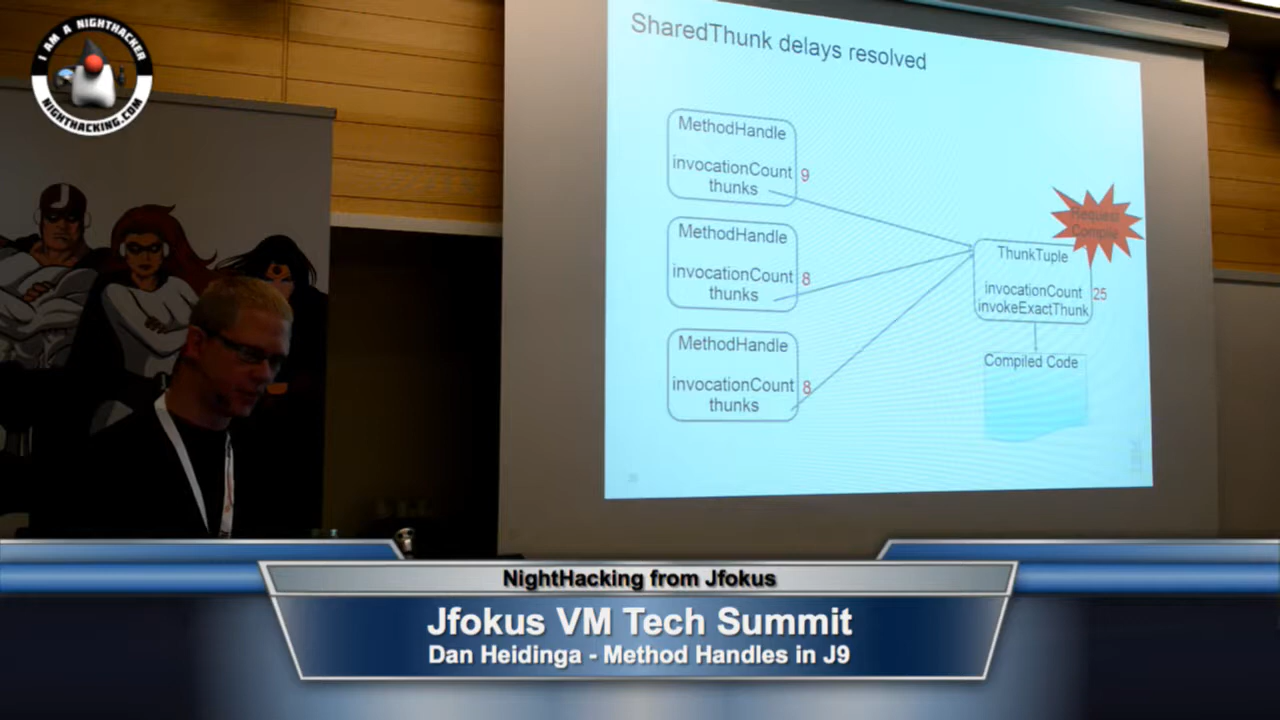 I AM A NIGHTHACKER
NIGHTHACKING.COM
SharedThunk delays resolved
MethodHandle
invocationCount 9
thunks
MethodHandle
invocationCount 8
thunks
MethodHandle
invocationCount 8
thunks
Request
Compile
ThunkTuple
invocationCount 25
invokeExactThunk
Compiled Code
NightHacking from Jfokus
Jfokus VM Tech Summit
Dan Heidinga - Method Handles in J9